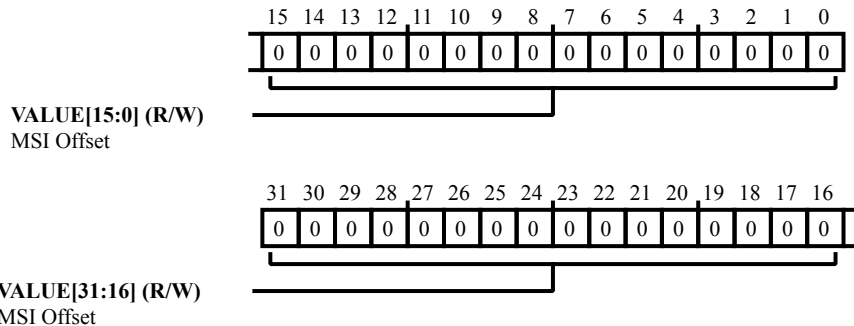 15 14 13 12 11 10 9 8 7 6 5 4 3 2 1 0
0 0 0 0 0 0 0 0 0 0 0 0 0 0 0 0
VALUE[15:0] (R/W)
MSI Offset
31 30 29 28 27 26 25 24 23 22 21 20 19 18 17 16
0 0 0 0 0 0 0 0 0 0 0 0 0 0 0 0
VALUE[31:16] (R/W)
MSI Offset